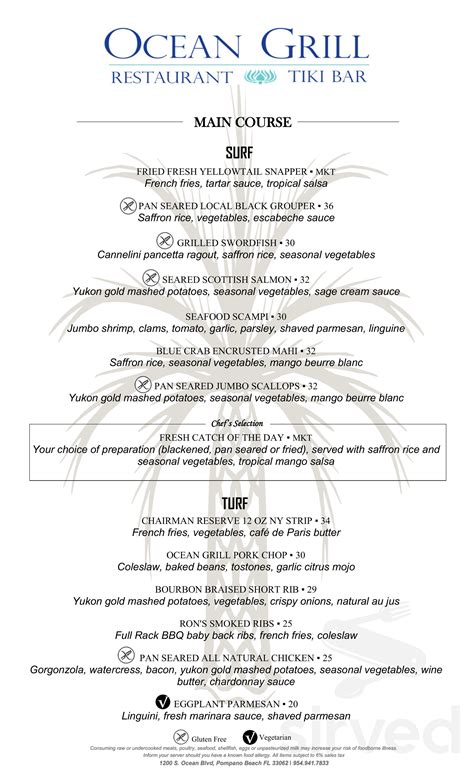 OCEAN GRILL
RESTAURANT TIKI BAR
MAIN COURSE
SURF
FRIED FRESH YELLOWTAIL SNAPPER • MKT
French fries, tartar sauce, tropical salsa
PAN SEARED LOCAL BLACK GROUPER • 36
Saffron rice, vegetables, escabeche sauce
GRILLED SWORDFISH • 30
Cannelini pancetta ragout, saffron rice, seasonal vegetables
SEARED SCOTTISH SALMON • 32
Yukon gold mashed potatoes, seasonal vegetables, sage cream sauce
SEAFOOD SCAMPI • 30
Jumbo shrimp, clams, tomato, garlic, parsley, shaved parmesan, linguine
BLUE CRAB ENCRUSTED MAHI • 32
Saffron rice, seasonal vegetables, mango beurre blanc
PAN SEARED JUMBO SCALLOPS • 32
Yukon gold mashed potatoes, seasonal vegetables, mango beurre blanc
Chef's Selection
FRESH CATCH OF THE DAY • MKT
Your choice of preparation (blackened, pan seared or fried), served with saffron rice and
seasonal vegetables, tropical mango salsa
TURF
CHAIRMAN RESERVE 12 OZ NY STRIP • 34
French fries, vegetables, café de Paris butter
OCEAN GRILL PORK CHOP • 30
Coleslaw, baked beans, tostones, garlic citrus mojo
BOURBON BRAISED SHORT RIB • 29
Yukon gold mashed potatoes, vegetables, crispy onions, natural au jus
RON'S SMOKED RIBS • 25
Full Rack BBQ baby back ribs, french fries, coleslaw
PAN SEARED ALL NATURAL CHICKEN • 25
Gorgonzola, watercress, bacon, yukon gold mashed potatoes, seasonal vegetables, wine
butter, chardonnay sauce
EGGPLANT PARMESAN • 20
Linguini, fresh marinara sauce, shaved parmesan
Gluten Free Vegetarian
Consuming raw or undercooked meats, poultry, seafood, shellfish, eggs or unpasteurized milk may increase your risk of foodborne illness.
Inform your server should you have a known food allergy. All items subject to 6% sales tax
1200 S. Ocean Blvd, Pompano Beach FL 33062 | 954.941.7833
sirved